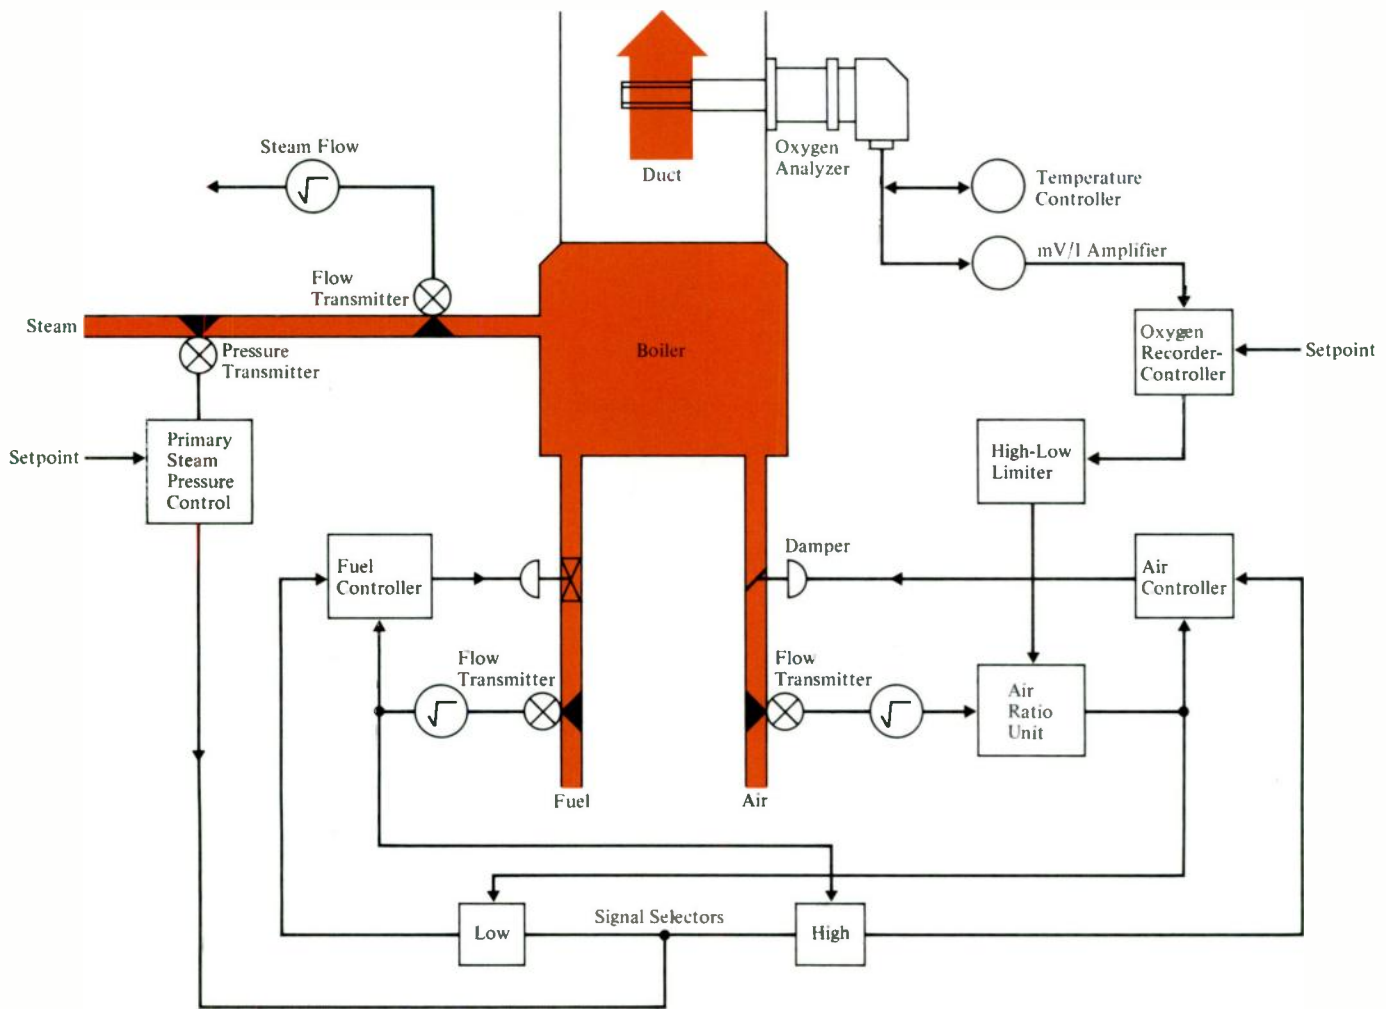 Steam Flow
√
Duct
Oxygen
Analyzer
Temperature
Controller
mV/I Amplifier
Flow
Transmitter
Steam
Pressure
Transmitter
Boiler
Oxygen
Recorder-
Controller
Setpoint
Setpoint
Primary
Steam
Pressure
Control
High-Low
Limiter
Fuel
Controller
Damper
Air
Controller
Flow
Transmitter
√
Flow
Transmitter
√
Air
Ratio
Unit
Fuel
Air
Low
Signal Selectors
High